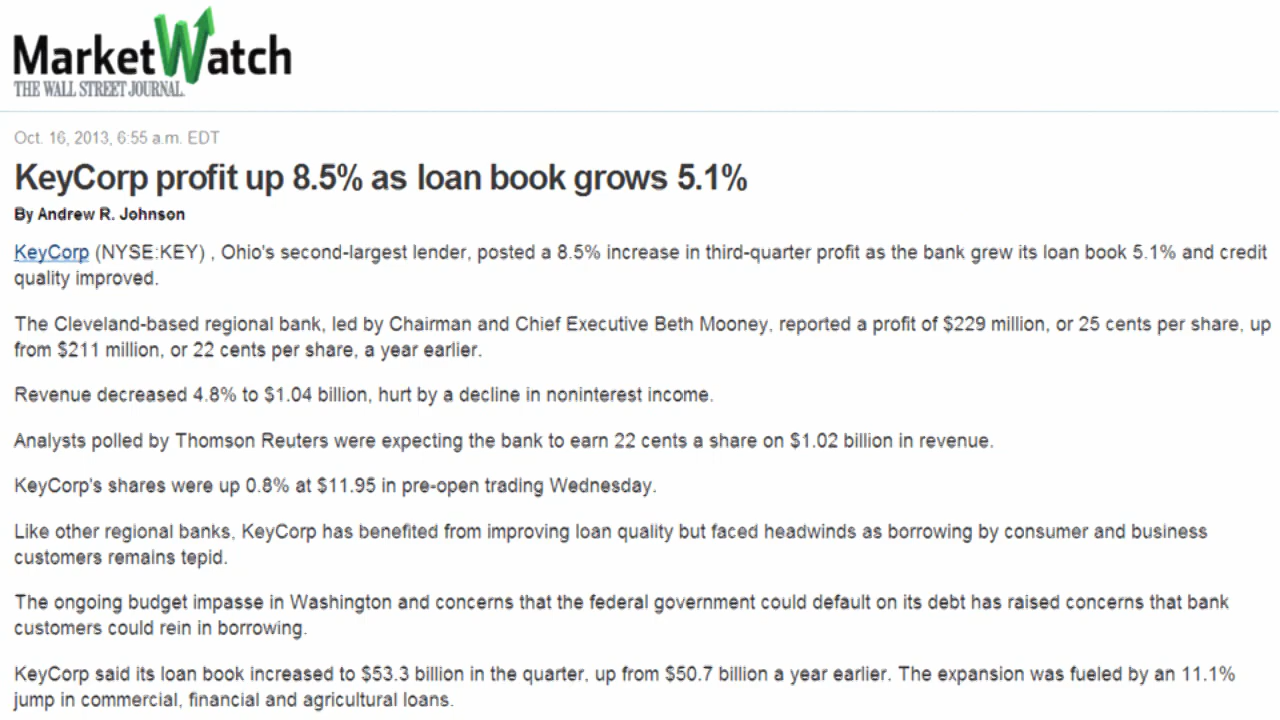 MarketWatch
THE WALL STREET JOURNAL.
Oct. 16, 2013, 6:55 a.m. EDT
KeyCorp profit up 8.5% as loan book grows 5.1%
By Andrew R. Johnson
KeyCorp (NYSE:KEY) , Ohio's second-largest lender, posted a 8.5% increase in third-quarter profit as the bank grew its loan book 5.1% and credit
quality improved.
The Cleveland-based regional bank, led by Chairman and Chief Executive Beth Mooney, reported a profit of $229 million, or 25 cents per share, up
from $211 million, or 22 cents per share, a year earlier.
Revenue decreased 4.8% to $1.04 billion, hurt by a decline in noninterest income.
Analysts polled by Thomson Reuters were expecting the bank to earn 22 cents a share on $1.02 billion in revenue.
KeyCorp's shares were up 0.8% at $11.95 in pre-open trading Wednesday.
Like other regional banks, KeyCorp has benefited from improving loan quality but faced headwinds as borrowing by consumer and business
customers remains tepid.
The ongoing budget impasse in Washington and concerns that the federal government could default on its debt has raised concerns that bank
customers could rein in borrowing.
KeyCorp said its loan book increased to $53.3 billion in the quarter, up from $50.7 billion a year earlier. The expansion was fueled by an 11.1%
jump in commercial, financial and agricultural loans.